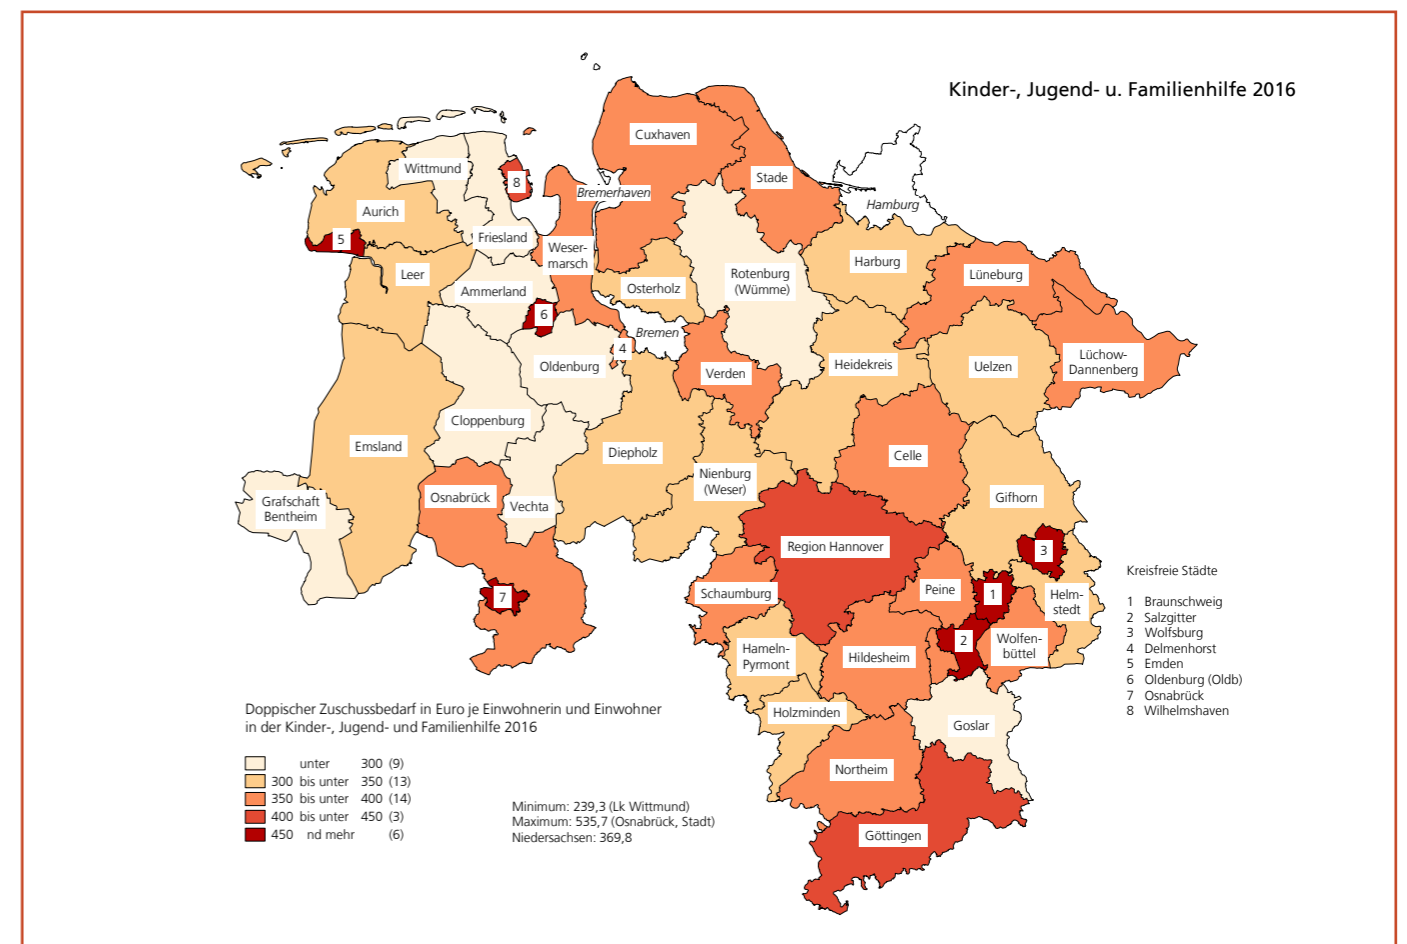 Kinder-, Jugend- u. Familienhilfe 2016
Cuxhaven
Wittmund
Stade
8
Bremerhaven
Hamburg
Aurich
5
Friesland
Weser-
marsch
Harburg
Leer
Lüneburg
Rotenburg
(Wümme)
Osterholz
Ammerland
6
Bremen
4
Lüchow-
Dannenberg
Oldenburg
Verden
Heidekreis
Uelzen
Cloppenburg
Emsland
Diepholz
Celle
Nienburg
(Weser)
Osnabrück
Gifhorn
Grafschaft
Bentheim
Vechta
Region Hannover
3
Kreisfreie Städte
1 Braunschweig
2 Salzgitter
3 Wolfsburg
4 Delmenhorst
5 Emden
6 Oldenburg (Oldb)
7 Osnabrück
8 Wilhelmshaven
7
Schaumburg
Peine
1
Helm-
stedt
2
Wolfen-
büttel
Hameln-
Pyrmont
Hildesheim
Holzminden
Goslar
Northeim
Göttingen
Doppischer Zuschussbedarf in Euro je Einwohnerin und Einwohner
in der Kinder-, Jugend- und Familienhilfe 2016
unter 300 (9)
300 bis unter 350 (13)
350 bis unter 400 (14)
400 bis unter 450 (3)
450 nd mehr (6)
Minimum: 239,3 (Lk Wittmund)
Maximum: 535,7 (Osnabrück, Stadt)
Niedersachsen: 369,8